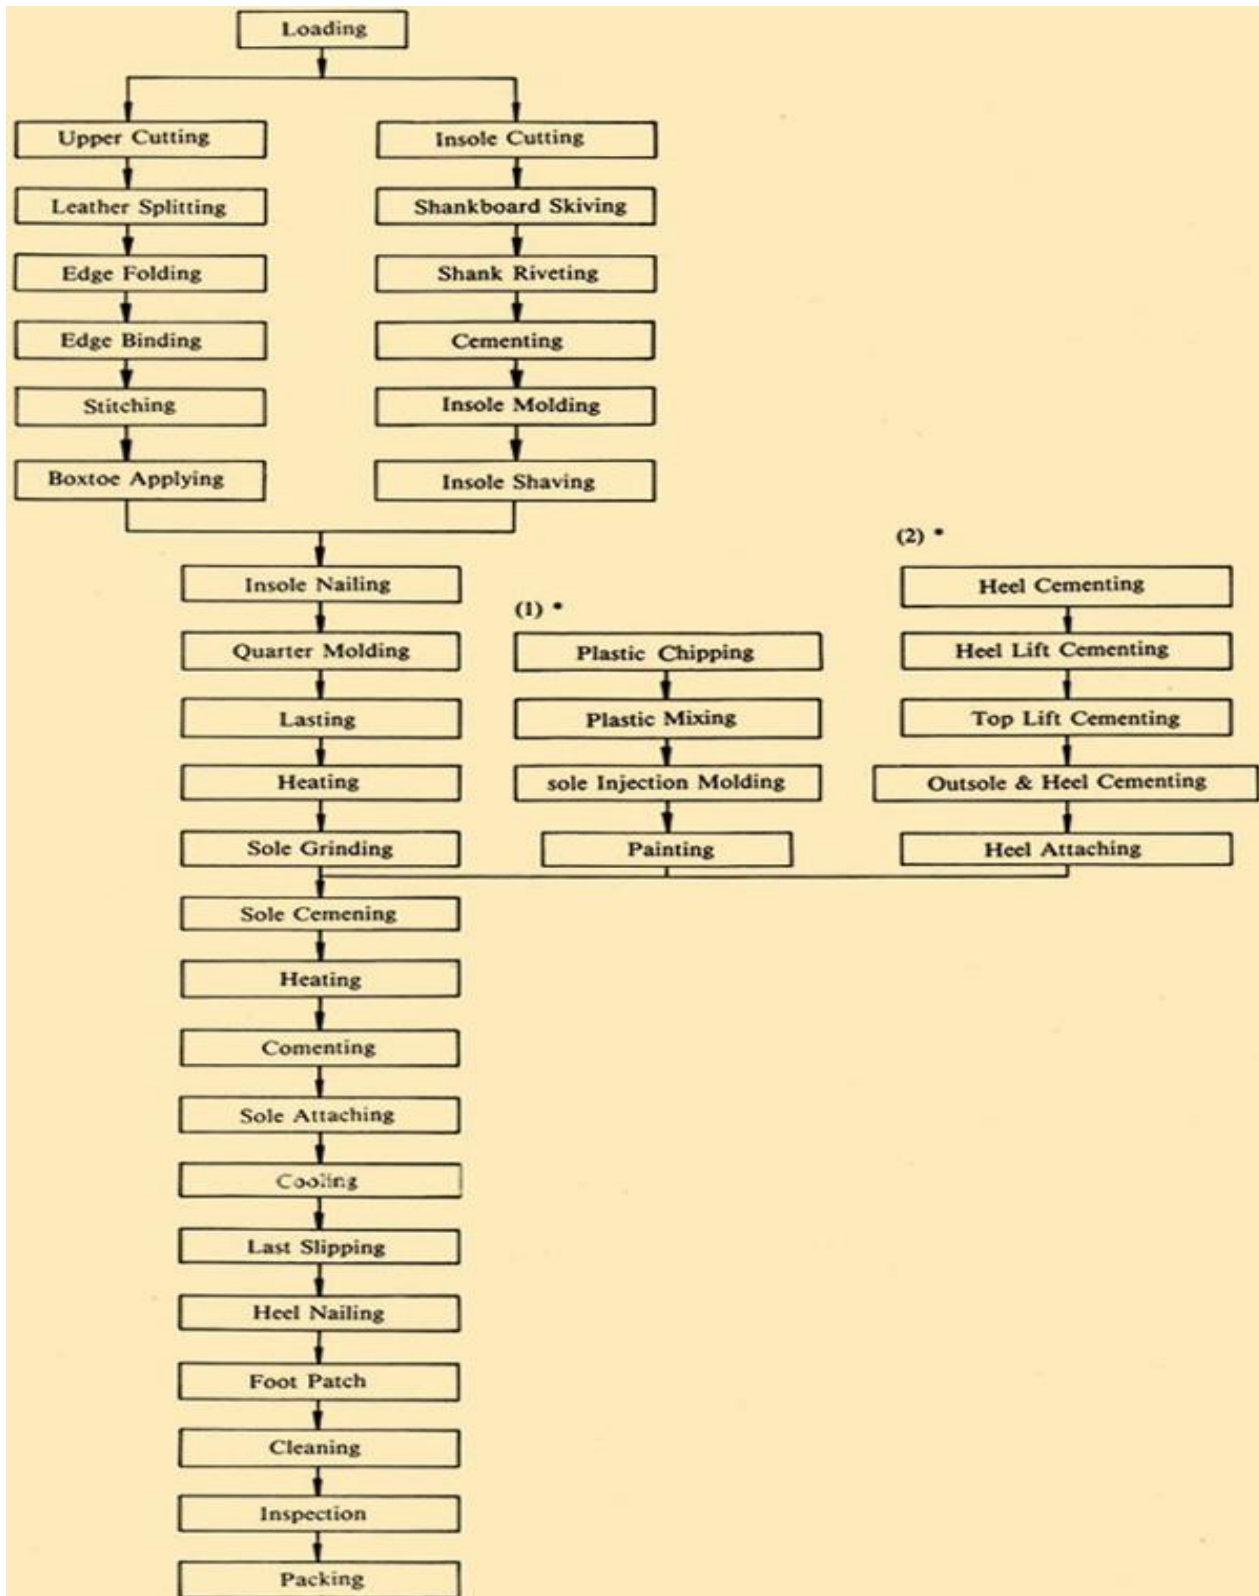 Loading
Upper Cutting
Leather Splitting
Edge Folding
Edge Binding
Stitching
Boxtoe Applying
Insole Cutting
Shankboard Skiving
Shank Riveting
Cementing
Insole Molding
Insole Shaving
Insole Nailing
Quarter Molding
Lasting
Heating
Sole Grinding
(1) *
Plastic Chipping
Plastic Mixing
sole Injection Molding
Painting
(2) *
Heel Cementing
Heel Lift Cementing
Top Lift Cementing
Outsole & Heel Cementing
Heel Attaching
Sole Cemening
Heating
Comenting
Sole Attaching
Cooling
Last Slipping
Heel Nailing
Foot Patch
Cleaning
Inspection
Packing